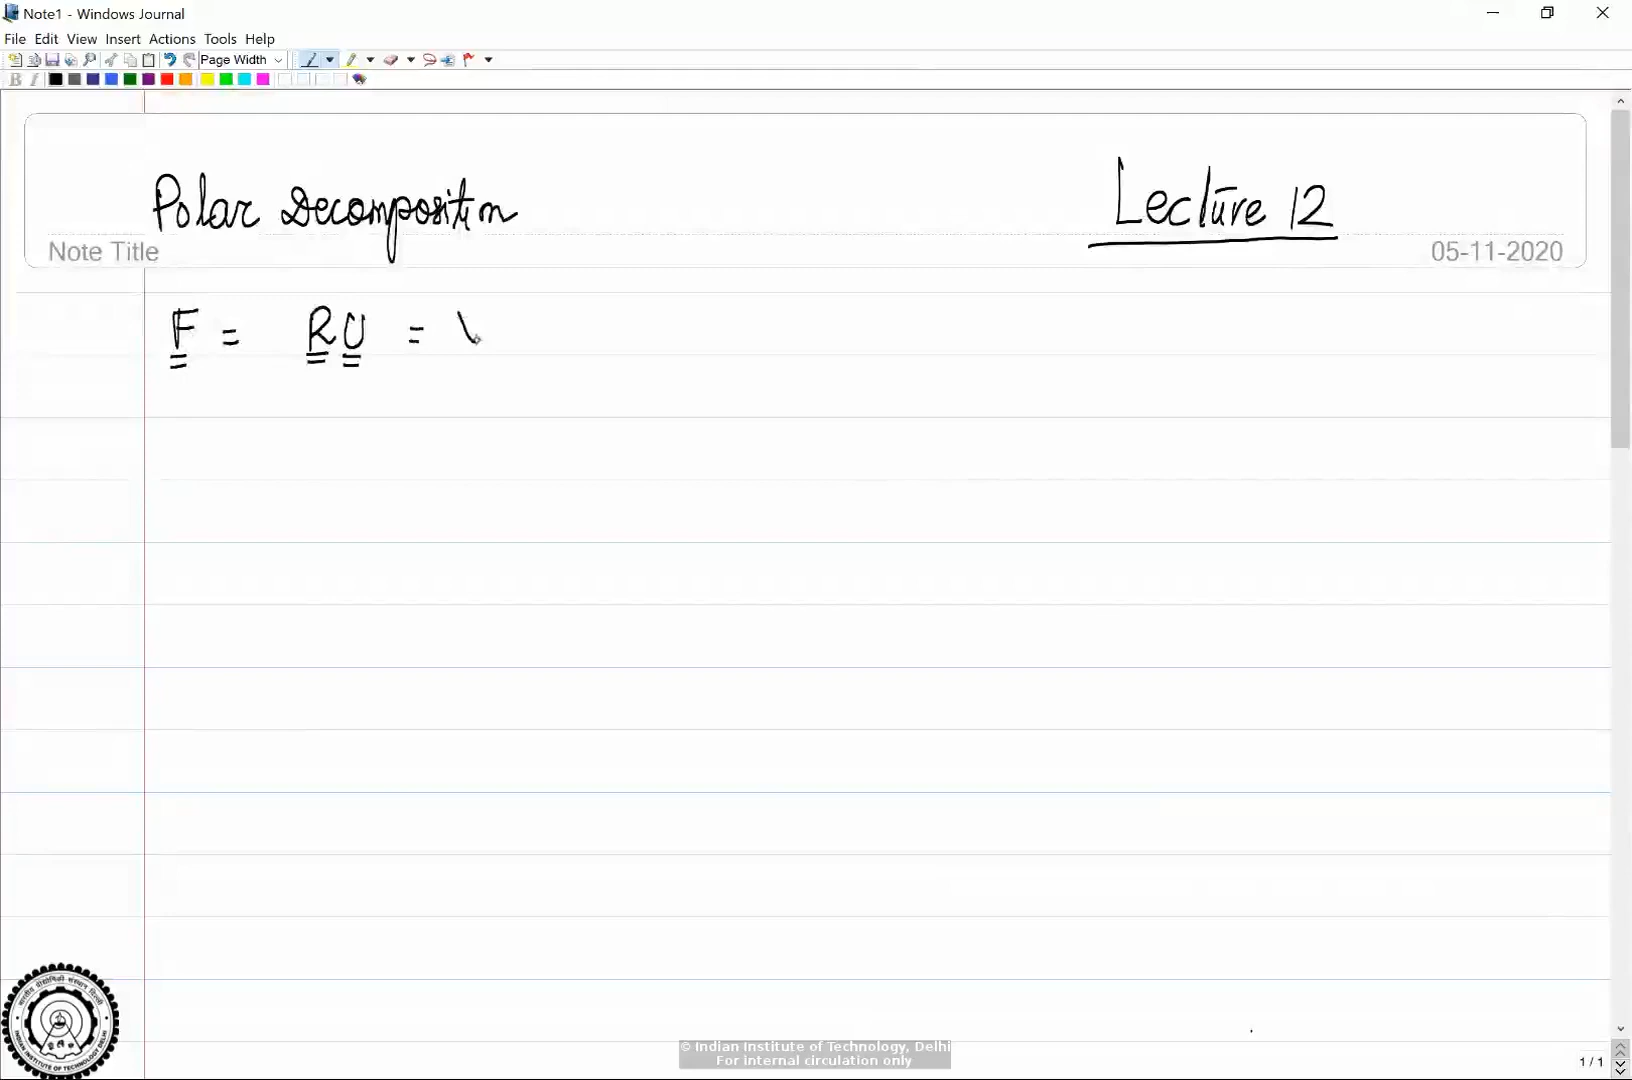 Note1 - Windows Journal
File Edit View Insert Actions Tools Help
Page Width
B I
Polar Decomposition
Lecture 12
Note Title
05-11-2020
F = R U = \
© Indian Institute of Technology, Delhi
For internal circulation only
1 / 1